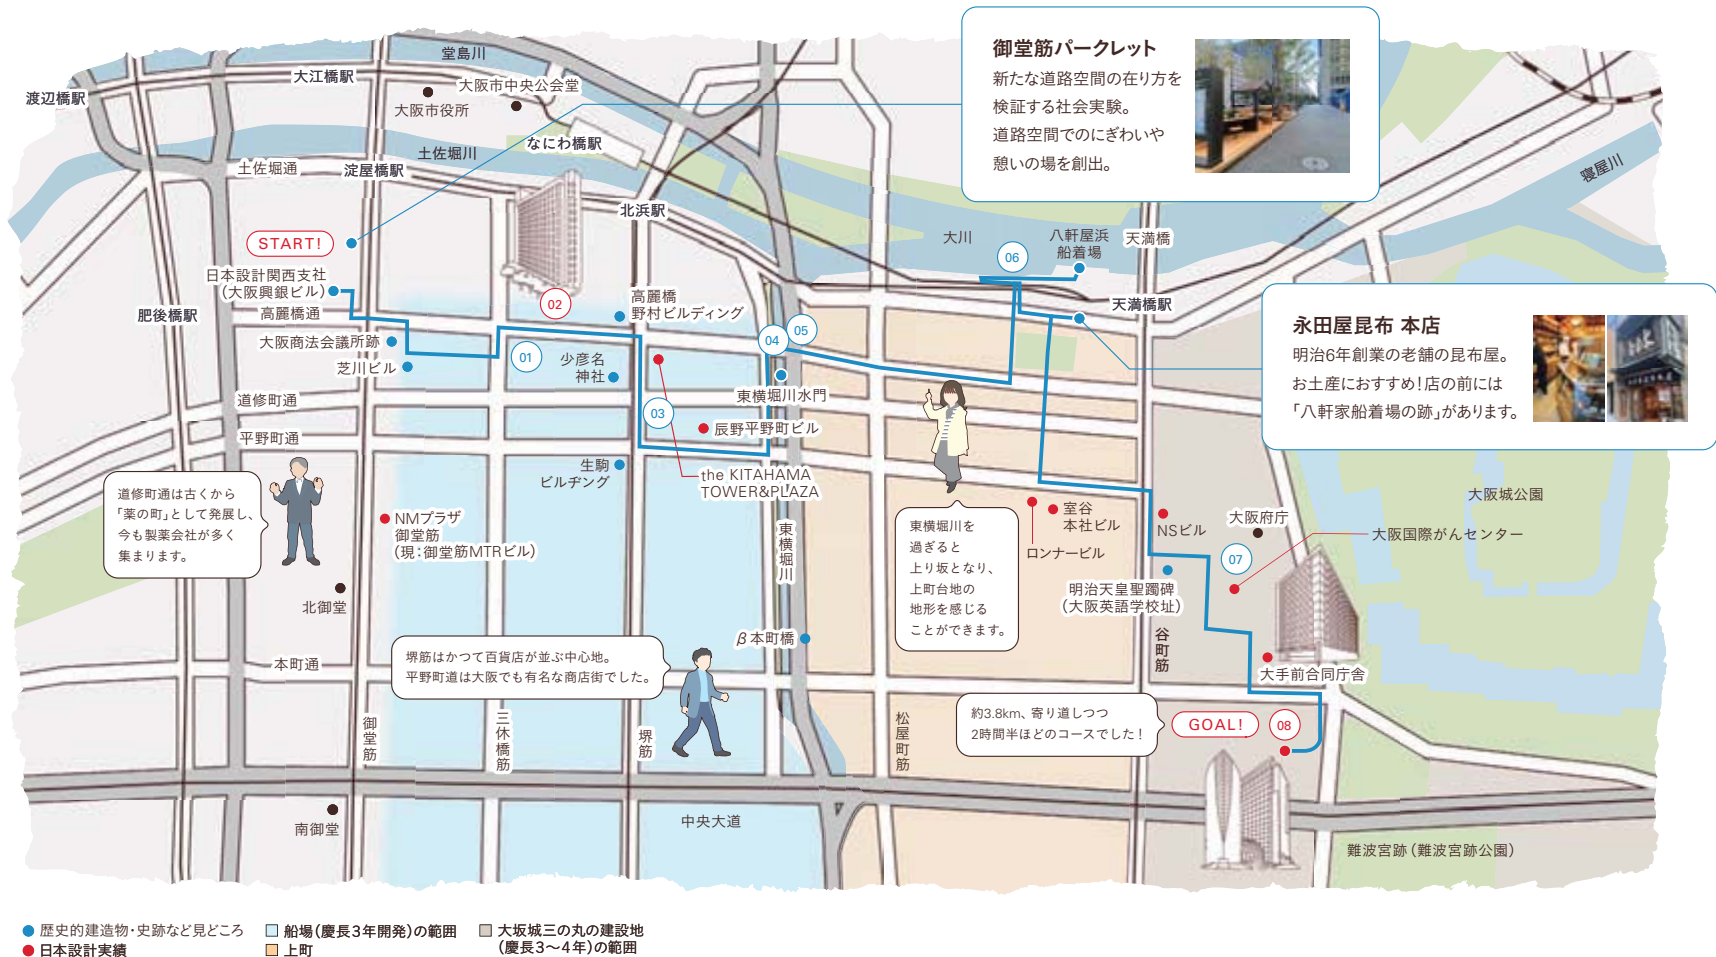 御堂筋パークレット
新たな道路空間の在り方を
検証する社会実験。
道路空間でのにぎわいや
憩いの場を創出。
堂島川
大江橋駅
大阪市中央公会堂
渡辺橋駅
大阪市役所
なにわ橋駅
土佐堀川
土佐堀通
淀屋橋駅
寝屋川
北浜駅
START!
大川
八軒屋浜
船着場
天満橋
06
日本設計関西支社
(大阪興銀ビル)
02
高麗橋
野村ビルディング
天満橋駅
肥後橋駅
高麗橋通
永田屋昆布 本店
明治6年創業の老舗の昆布屋。
お土産におすすめ!店の前には
「八軒家船着場の跡」があります。
大阪商法会議所跡
04
05
01
芝川ビル
少彦名
神社
道修町通
東横堀川水門
03
辰野平野町ビル
平野町通
生駒
ビルヂング
the KITAHAMA
TOWER&PLAZA
道修町通は古くから
「薬の町」として発展し、
今も製薬会社が多く
集まります。
NMプラザ
御堂筋
(現:御堂筋MTRビル)
東横堀川
東横堀川を
過ぎると
上り坂となり、
上町台地の
地形を感じる
ことができます。
室谷
本社ビル
ロンナービル
NSビル
大阪府庁
大阪城公園
大阪国際がんセンター
07
明治天皇聖躅碑
(大阪英語学校址)
北御堂
β本町橋
谷町筋
堺筋はかつて百貨店が並ぶ中心地。
平野町道は大阪でも有名な商店街でした。
本町通
大手前合同庁舎
御堂筋
三休橋筋
堺筋
松屋町筋
約3.8km、寄り道しつつ
2時間半ほどのコースでした!
GOAL!
08
南御堂
中央大道
難波宮跡(難波宮跡公園)
歴史的建造物・史跡など見どころ
日本設計実績
船場(慶長3年開発)の範囲
上町
大坂城三の丸の建設地
(慶長3～4年)の範囲